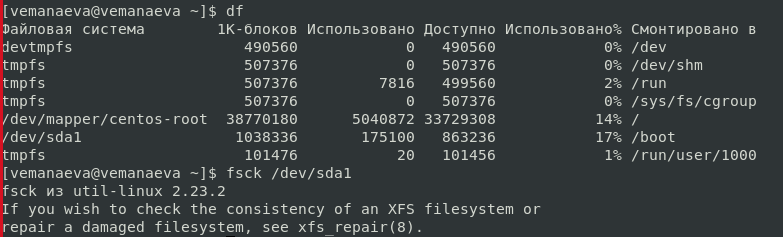 [vemanaeva@vemanaeva ~]$ df
Файловая система 1K-блоков Использовано Доступно Использовано% Cмонтировано в
devtmpfs 490560 0 490560 0% /dev
tmpfs 507376 0 507376 0% /dev/shm
tmpfs 507376 7816 499560 2% /run
tmpfs 507376 0 507376 0% /sys/fs/cgroup
/dev/mapper/centos-root 38770180 5040872 33729308 14% /
/dev/sda1 1038336 175100 863236 17% /boot
tmpfs 101476 20 101456 1% /run/user/1000
[vemanaeva@vemanaeva ~]$ fsck /dev/sda1
fsck из util-linux 2.23.2
If you wish to check the consistency of an XFS filesystem or
repair a damaged filesystem, see xfs_repair(8).